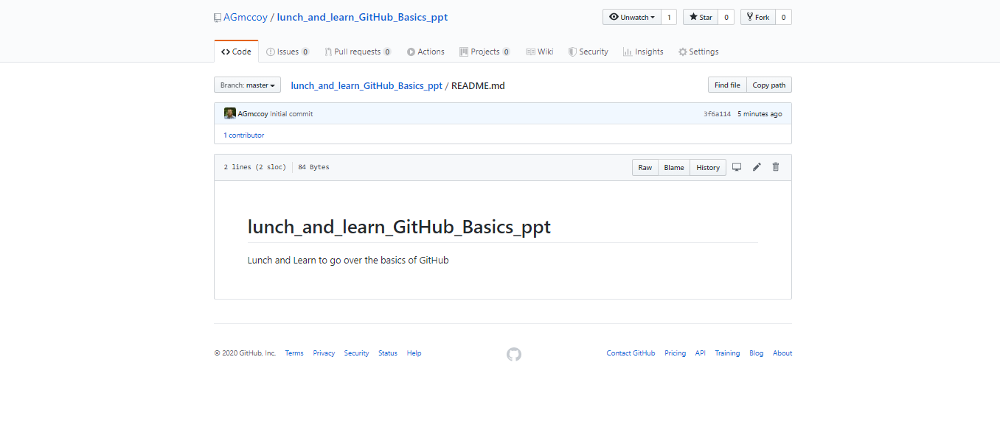 AGmccoy / lunch_and_learn_GitHub_Basics_ppt Unwatch 1 Star 0 Fork 0
Code Issues 0 Pull requests 0 Actions Projects 0 Wiki Security Insights Settings
Branch: master lunch_and_learn_GitHub_Basics_ppt / README.md Find file Copy path
AGmccoy Initial commit 3f6a114 5 minutes ago
1 contributor
2 lines (2 sloc) 84 Bytes Raw Blame History
lunch_and_learn_GitHub_Basics_ppt
Lunch and Learn to go over the basics of GitHub
© 2020 GitHub, Inc. Terms Privacy Security Status Help Contact GitHub Pricing API Training Blog About